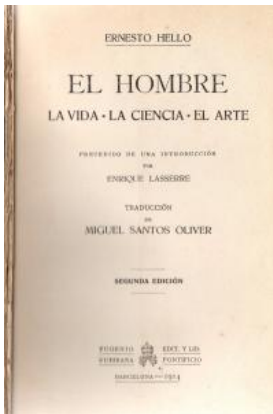 ERNESTO HELLO
EL HOMBRE
LA VIDA • LA CIENCIA • EL ARTE
PRECEDIDO DE UNA INTRODUCCIÓN
POR
ENRIQUE LASSERRE
TRADUCCIÓN
DE
MIGUEL SANTOS OLIVER
SEGUNDA EDICIÓN
EUGENIO EDIT. Y LIB.
SUBIRANA PONTIFICIO
BARCELONA — 1904